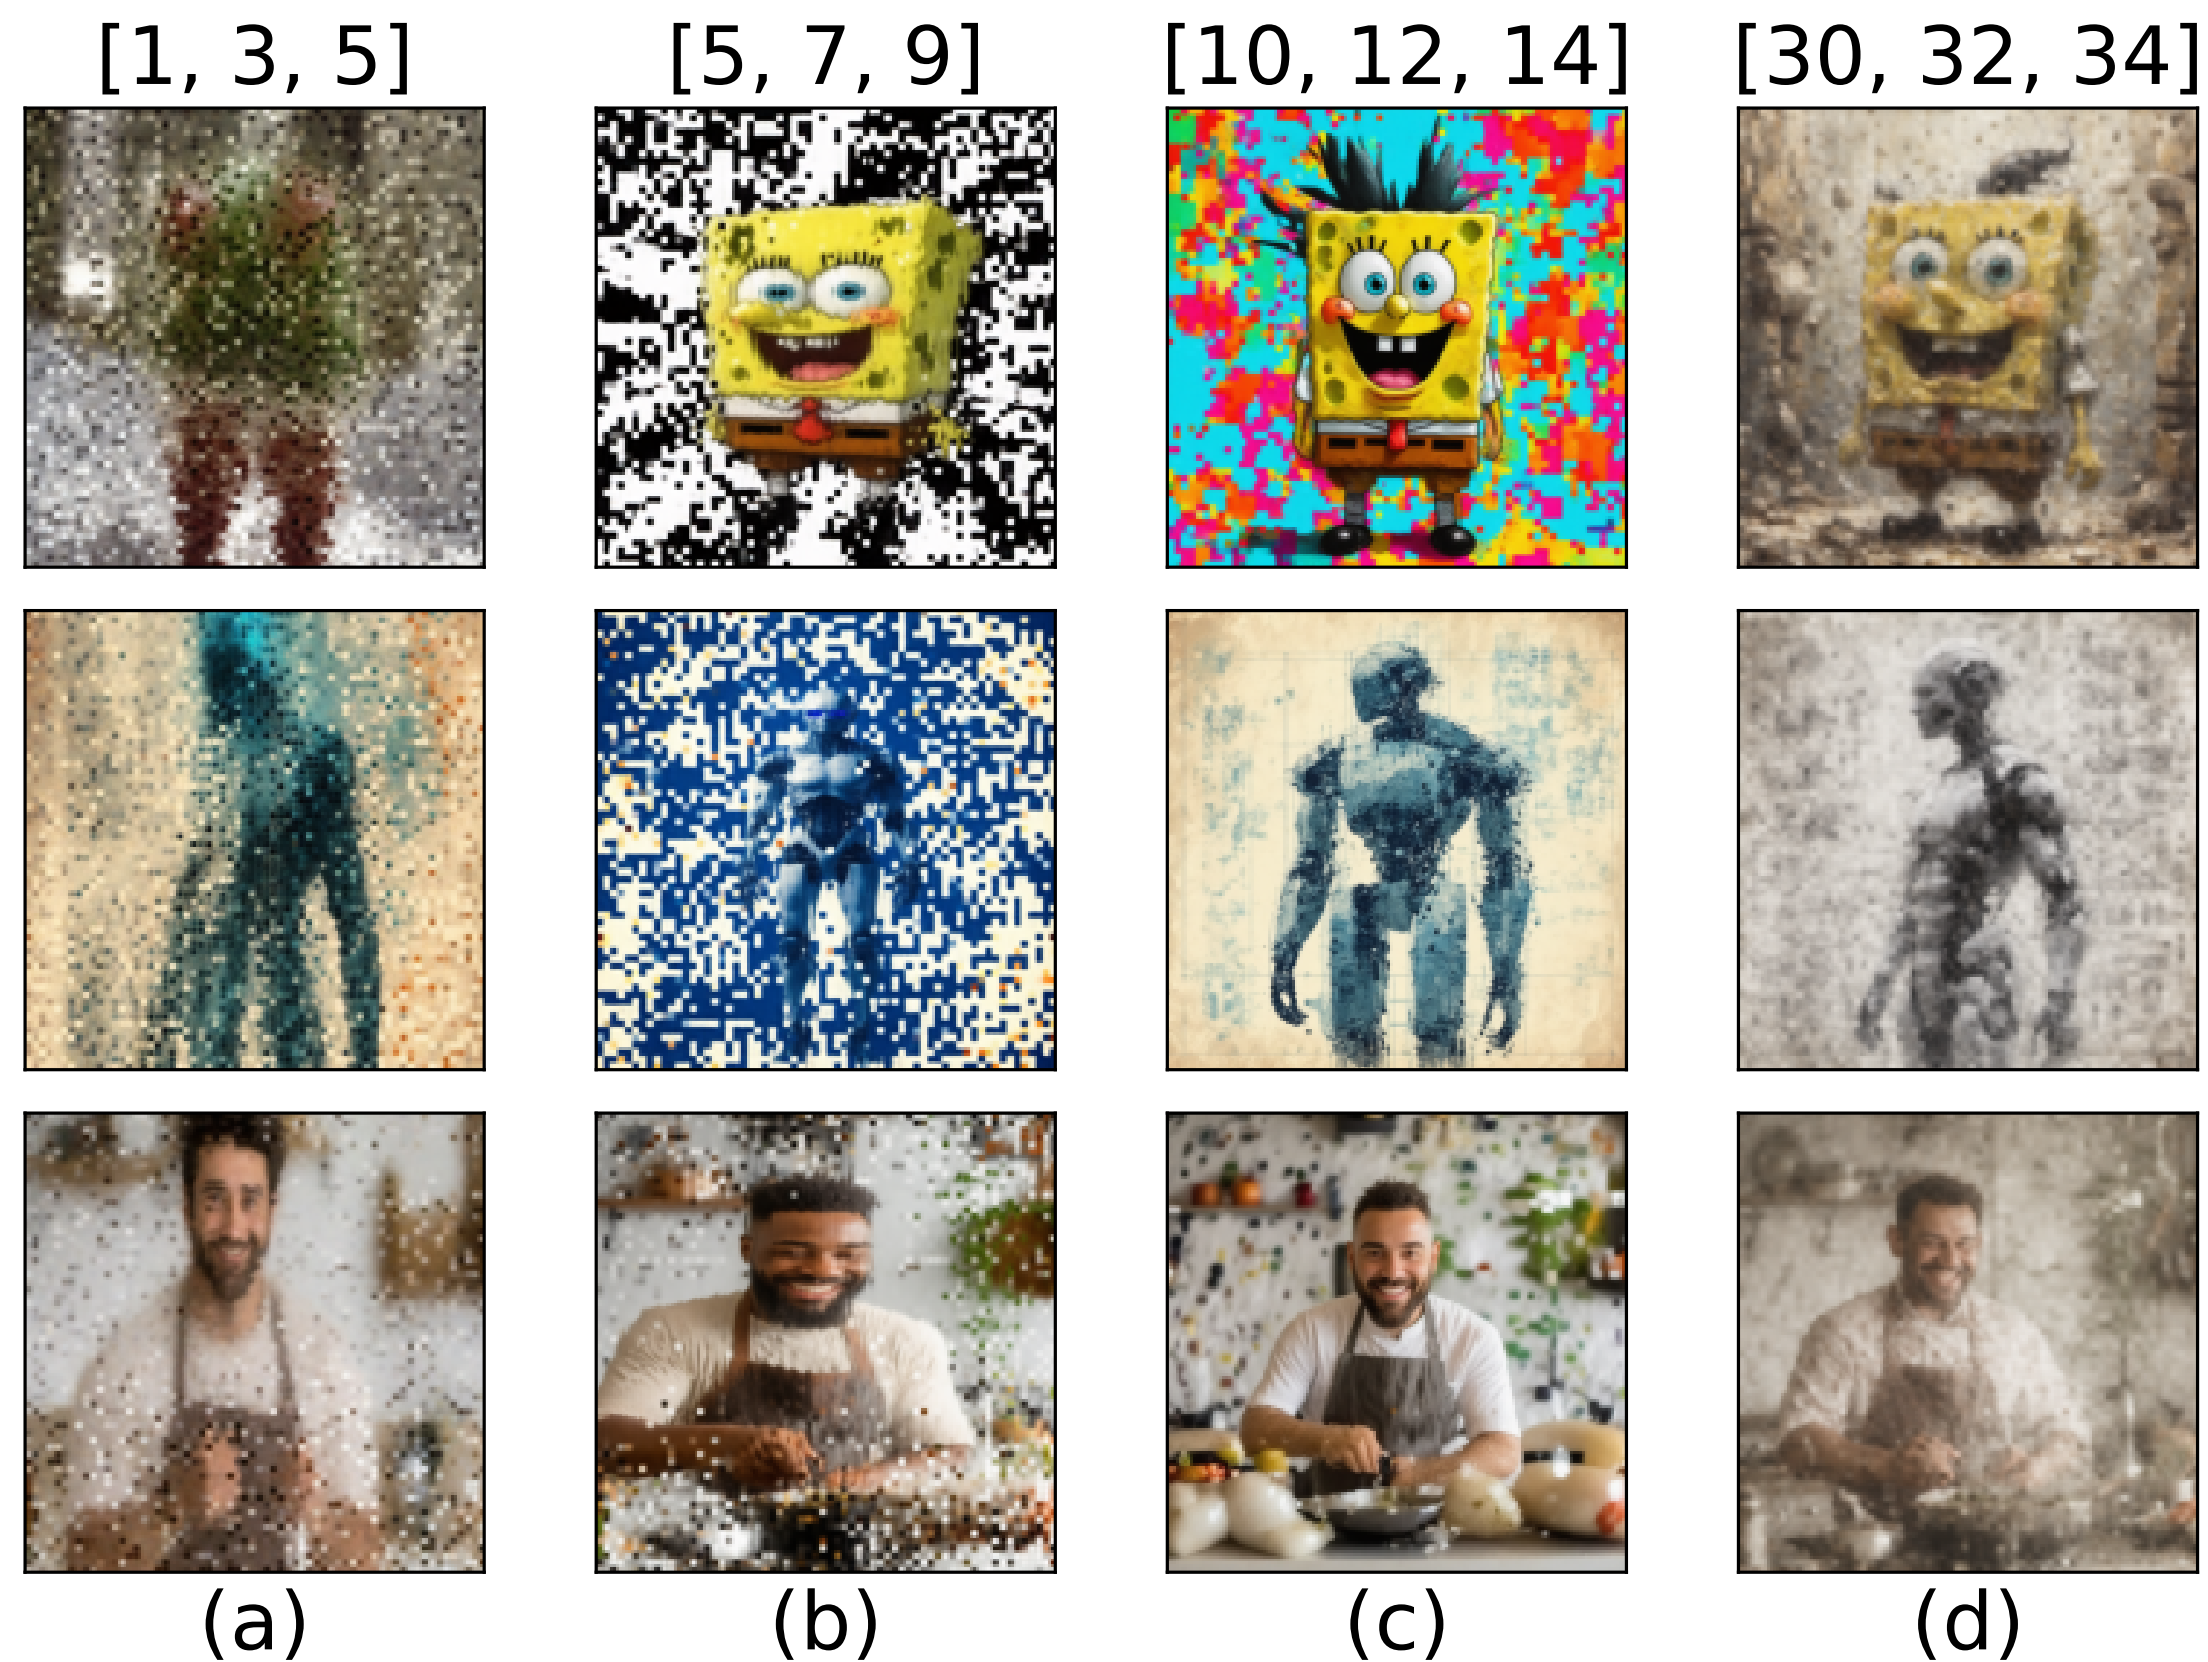 [1, 3, 5] [5, 7, 9] [10, 12, 14] [30, 32, 34]
(a) (b) (c) (d)